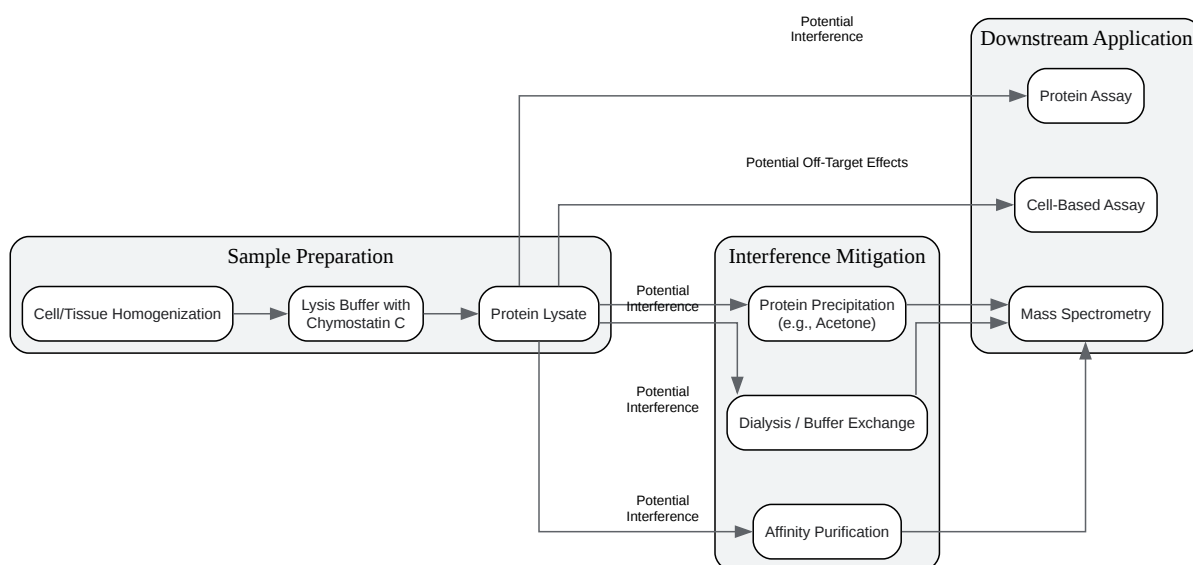 Potential
Interference
Downstream Application
Protein Assay
Potential Off-Target Effects
Cell-Based Assay
Sample Preparation
Interference Mitigation
Cell/Tissue Homogenization
Lysis Buffer with
Chymostatin C
Protein Lysate
Potential
Interference
Protein Precipitation
(e.g., Acetone)
Mass Spectrometry
Potential
Interference
Dialysis / Buffer Exchange
Potential
Interference
Affinity Purification